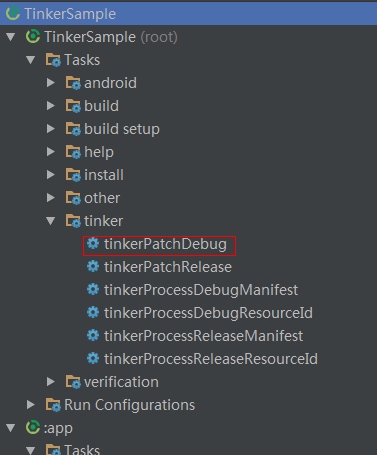 TinkerSample
TinkerSample (root)
Tasks
android
build
build setup
help
install
other
tinker
tinkerPatchDebug
tinkerPatchRelease
tinkerProcessDebugManifest
tinkerProcessDebugResourceId
tinkerProcessReleaseManifest
tinkerProcessReleaseResourceId
verification
Run Configurations
:app
Tasks